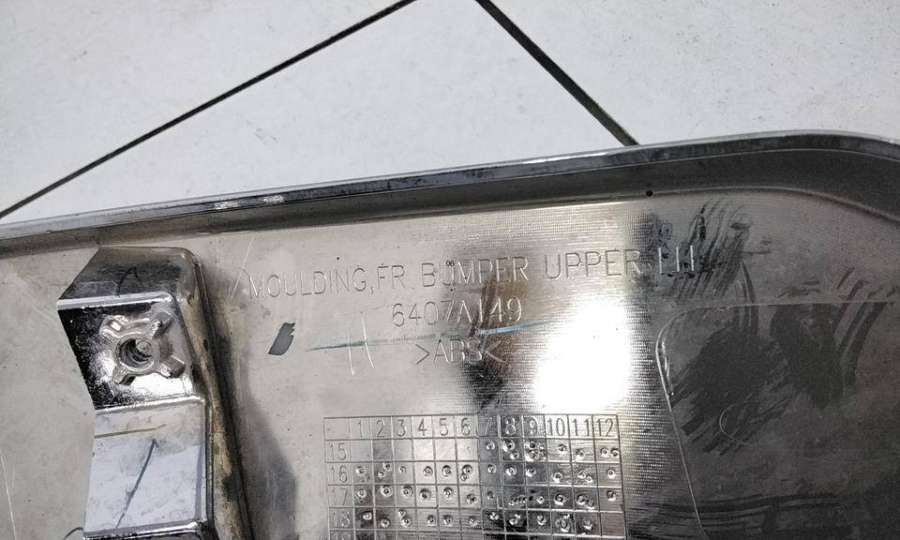 MOULDING,FR BUMPER UPPER LH
6407A149
>ABS<
- 1 2 3 4 5 6 7 8 9 10 11 12
15
16
17
18